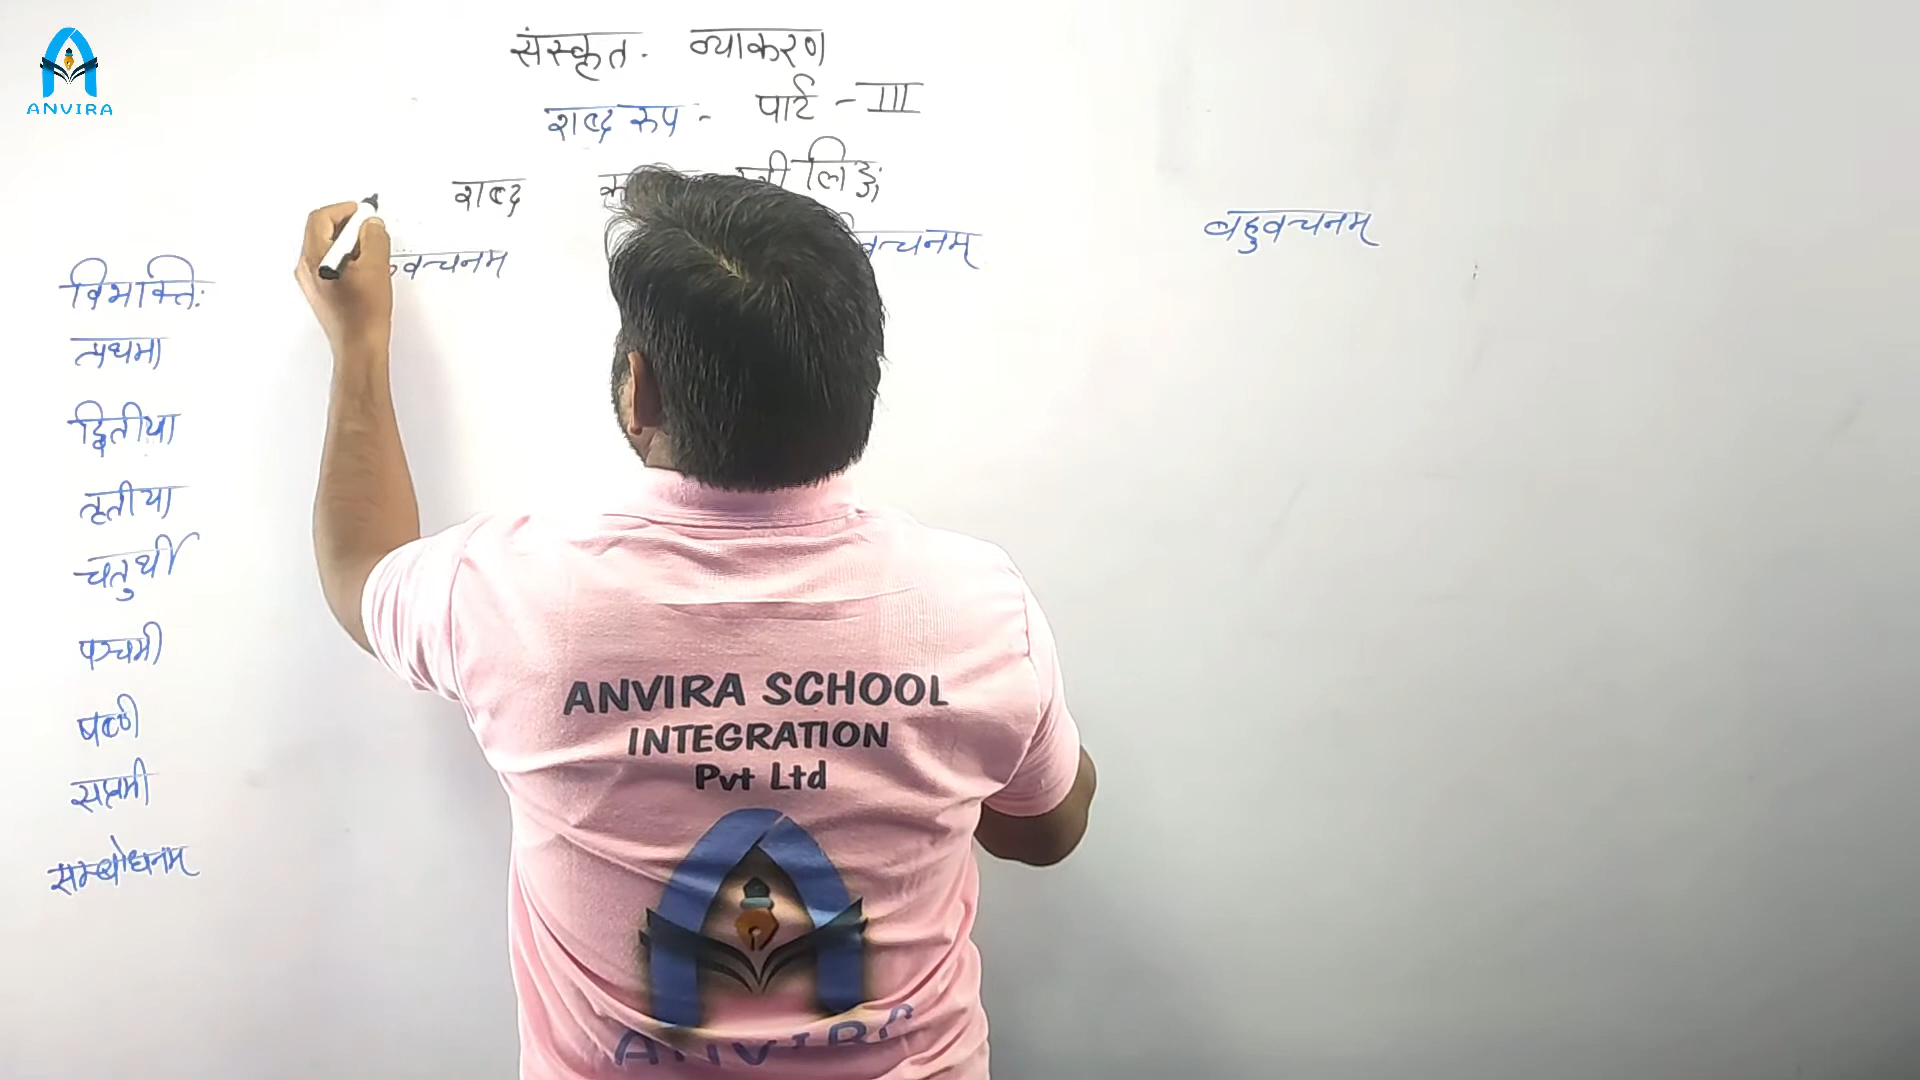 ANVIRA
संस्कृत - व्याकरण
शब्द रुप - पार्ट - III
शब्द लिङ्ग
वचनम् वचनम् बहुवचनम्
विभक्तिः
प्रथमा
द्वितीया
तृतीया
चतुर्थी
पञ्चमी
षष्ठी
सप्तमी
सम्बोधनम्
ANVIRA SCHOOL
INTEGRATION
Pvt Ltd
ANVIRA